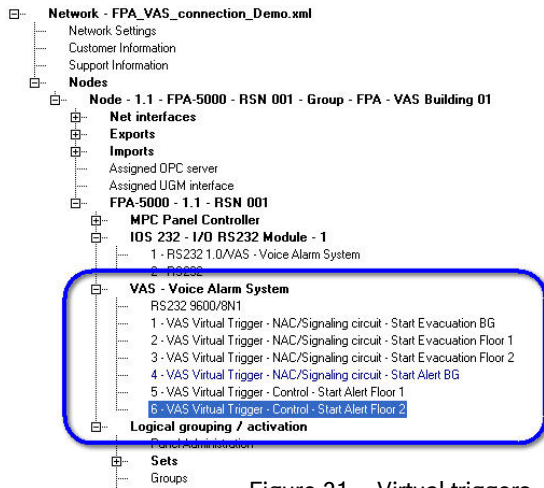 Network - FPA_VAS_connection_Demo.xml
Network Settings
Customer Information
Support Information
Nodes
Node - 1.1 - FPA-5000 - RSN 001 - Group - FPA - VAS Building 01
Net interfaces
Exports
Imports
Assigned OPC server
Assigned UGM interface
FPA-5000 - 1.1 - RSN 001
MPC Panel Controller
IOS 232 - I/O RS232 Module - 1
1 - RS232 1.0/VAS - Voice Alarm System
2 - RS232
VAS - Voice Alarm System
RS232 9600/8N1
1 - VAS Virtual Trigger - NAC/Signaling circuit - Start Evacuation BG
2 - VAS Virtual Trigger - NAC/Signaling circuit - Start Evacuation Floor 1
3 - VAS Virtual Trigger - NAC/Signaling circuit - Start Evacuation Floor 2
4 - VAS Virtual Trigger - NAC/Signaling circuit - Start Alert BG
5 - VAS Virtual Trigger - Control - Start Alert Floor 1
6 - VAS Virtual Trigger - Control - Start Alert Floor 2
Logical grouping / activation
Panel Administration
Sets
Groups
Figure 31 Virtual triggers